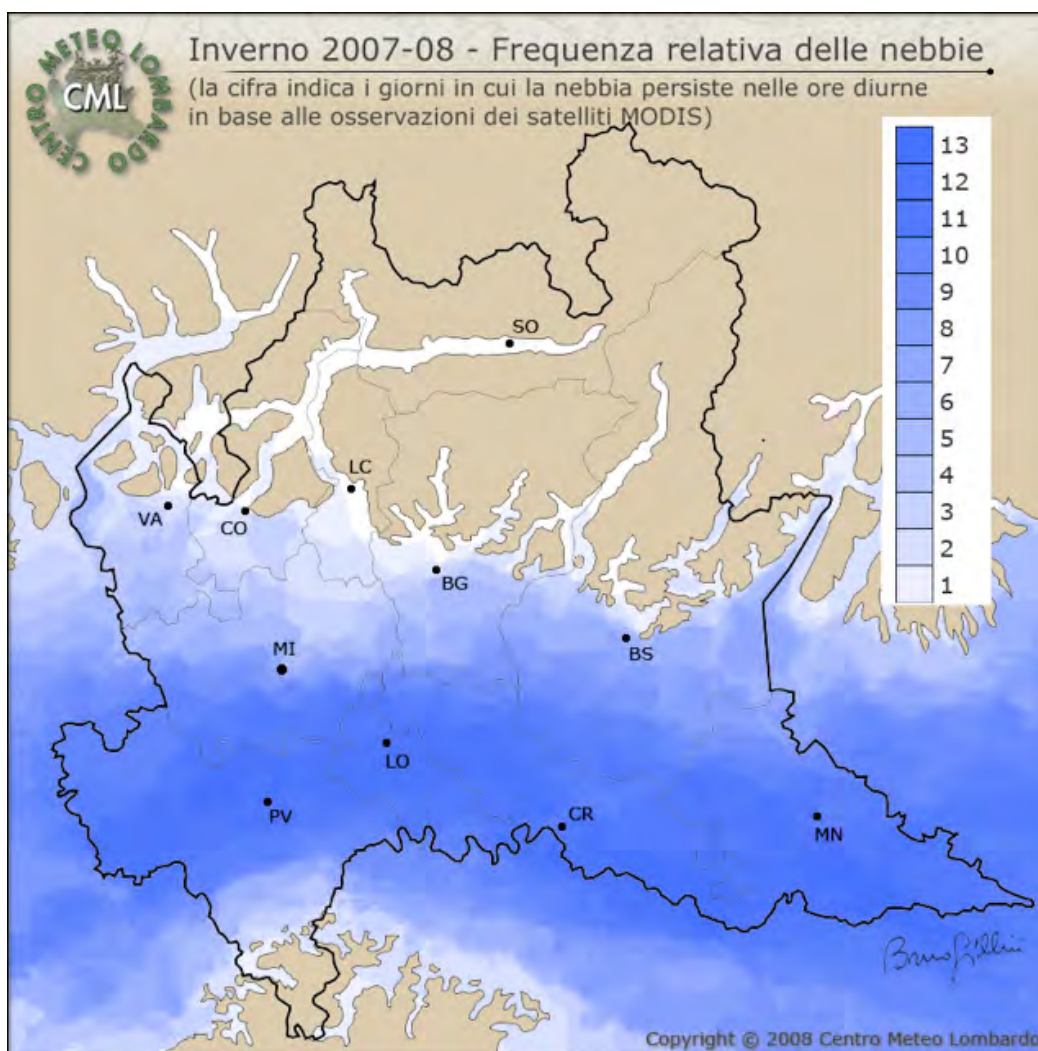 CENTRO METEO LOMBARDO
CML
Inverno 2007-08 - Frequenza relativa delle nebbie
(la cifra indica i giorni in cui la nebbia persiste nelle ore diurne
in base alle osservazioni dei satelliti MODIS)
13
12
11
10
9
8
7
6
5
4
3
2
1
SO
LC
VA
CO
BG
BS
MI
LO
PV
CR
MN
Copyright © 2008 Centro Meteo Lombardo